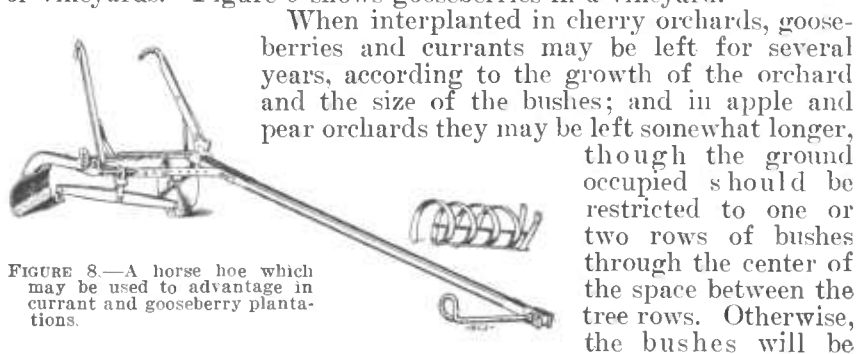 When interplanted in cherry orchards, goose-
berries and currants may be left for several
years, according to the growth of the orchard
and the size of the bushes; and in apple and
pear orchards they may be left somewhat longer,
though the ground
occupied should be
restricted to one or
two rows of bushes
through the center of
the space between the
tree rows. Otherwise,
the bushes will be
FIGURE 8.—A horse hoe which
may be used to advantage in
currant and gooseberry planta-
tions.